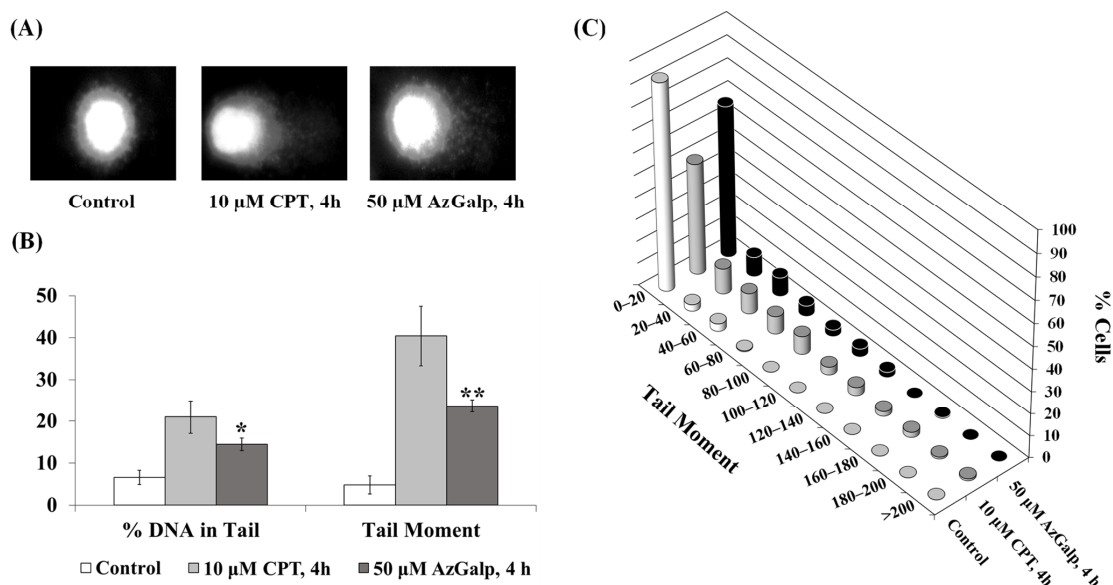 (A)
Control
10 μM CPT, 4h
50 μM AzGalp, 4h
(B)
50
40
30
20
10
0
*
**
% DNA in Tail
Tail Moment
Control
10 μM CPT, 4h
50 μM AzGalp, 4 h
(C)
100
90
80
70
60
50
40
30
20
10
0
% Cells
0–20
20–40
40–60
60–80
80–100
100–120
120–140
140–160
160–180
180–200
>200
Tail Moment
Control
10 μM CPT, 4h
50 μM AzGalp, 4 h